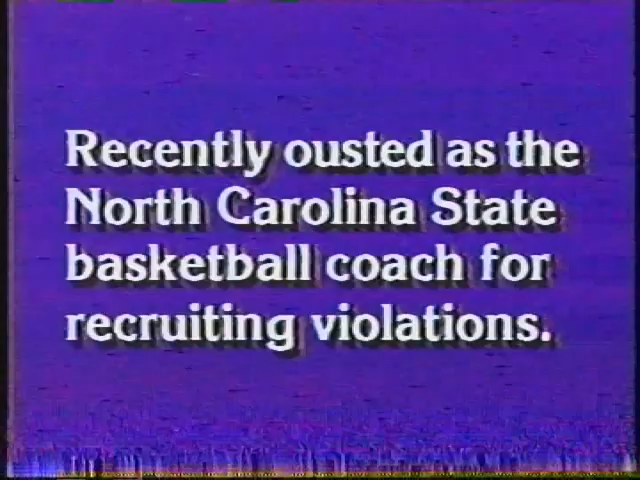 Recently ousted as the
North Carolina State
basketball coach for
recruiting violations.